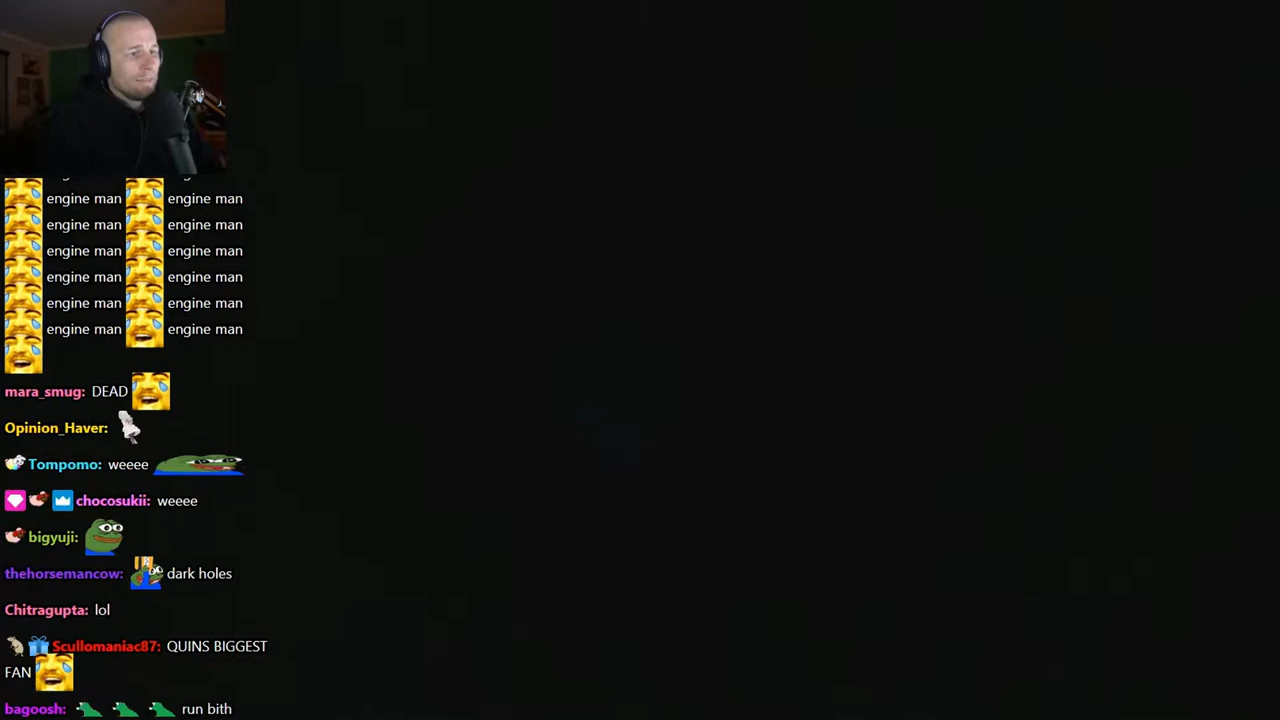 engine man engine man
engine man engine man
engine man engine man
engine man engine man
engine man engine man
engine man engine man
mara_smug: DEAD
Opinion_Haver:
Tompomo: weeee
chocosukii: weeee
bigyuji:
thehorsemancow: dark holes
Chitragupta: lol
Scullomaniac87: QUINS BIGGEST
FAN
bagoosh: run bith